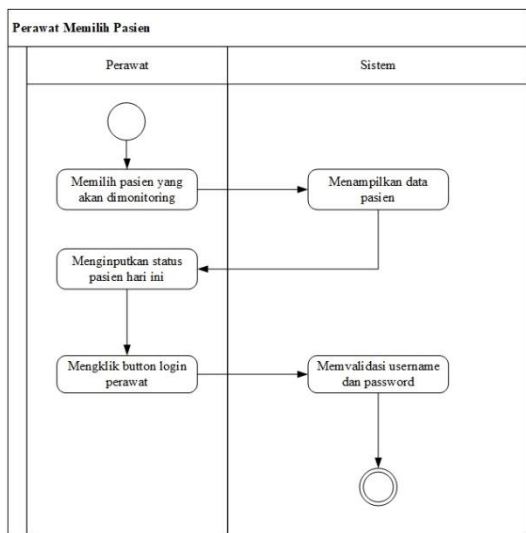 Perawat Memilih Pasien
Perawat
Sistem
Memilih pasien yang
akan dimonitoring
Menampilkan data
pasien
Menginputkan status
pasien hari ini
Mengklik button login
perawat
Memvalidasi username
dan password